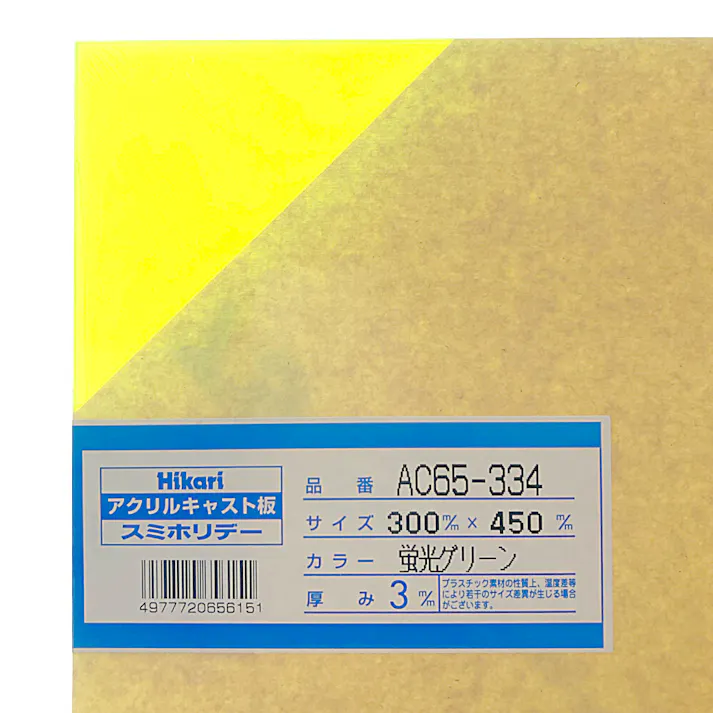 Hikari
アクリルキャスト板
スミホリデー
4977720656151
品番 AC65-334
サイズ 300m/m × 450 m/m
カラー 蛍光グリーン
厚み 3 m/m
プラスチック素材の性質上、温度差等
により若干のサイズ差異が生じる場合
がございます。